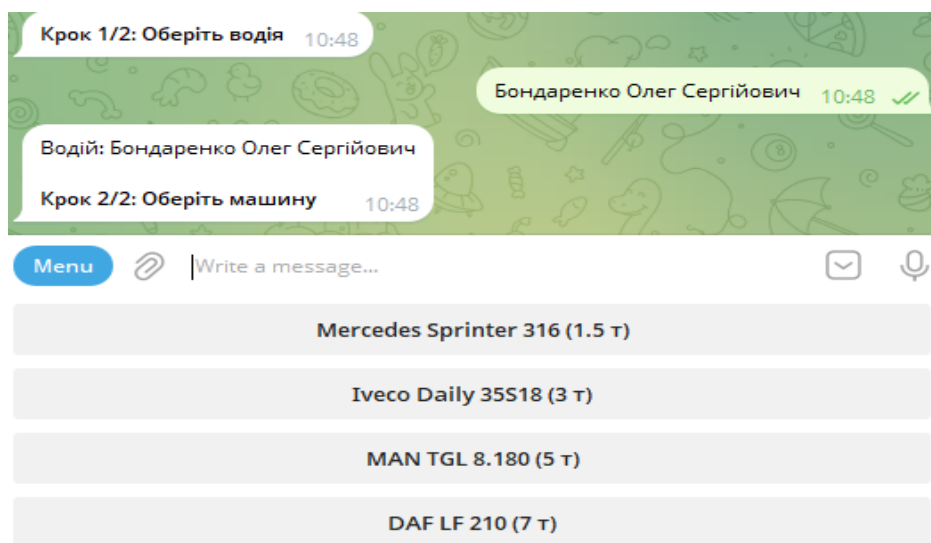 Крок 1/2: Оберіть водія 10:48
Бондаренко Олег Сергійович 10:48
Водій: Бондаренко Олег Сергійович
Крок 2/2: Оберіть машину 10:48
Menu Write a message...
Mercedes Sprinter 316 (1.5 т)
Iveco Daily 35S18 (3 т)
MAN TGL 8.180 (5 т)
DAF LF 210 (7 т)